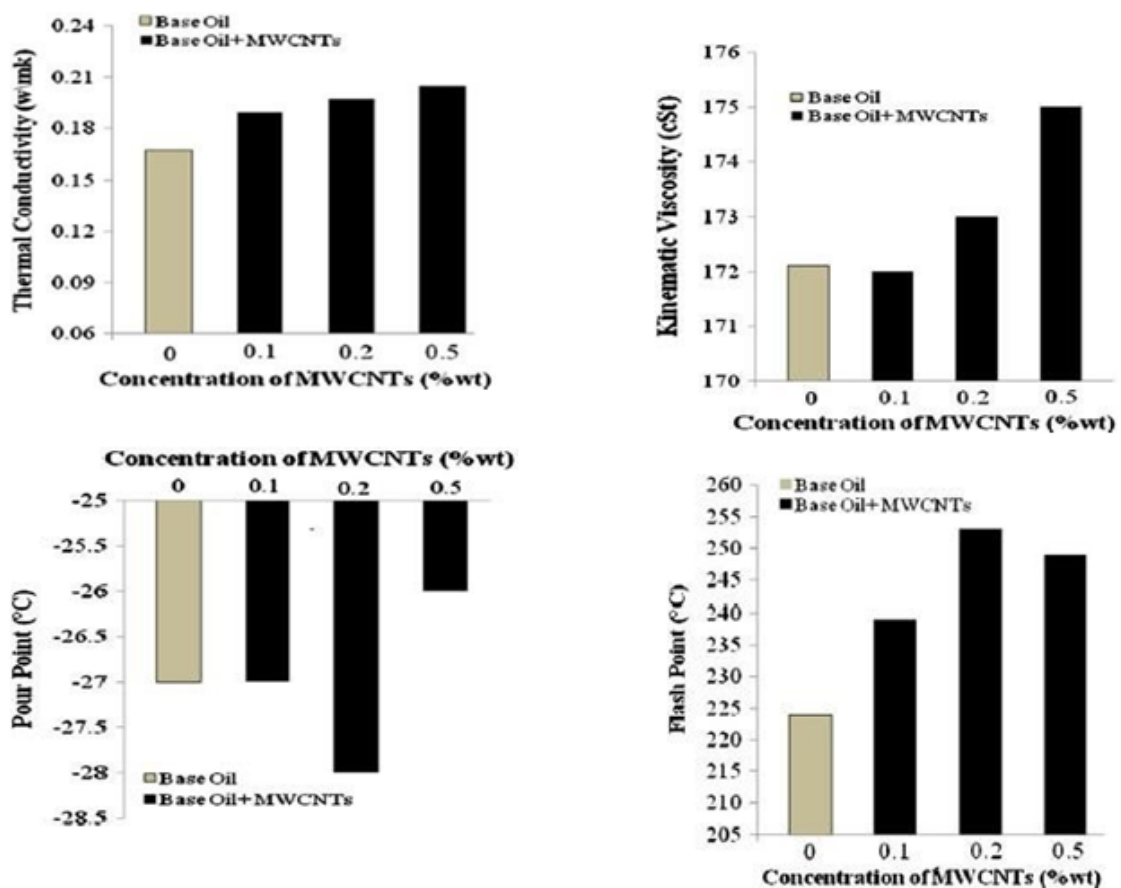 0.24
0.21
0.18
0.15
0.12
0.09
0.06
Thermal Conductivity (w/mk)
Base Oil
Base Oil+MWCNTs
0 0.1 0.2 0.5
Concentration of MWCNTs (%wt)
176
175
174
173
172
171
170
Kinematic Viscosity (cSt)
Base Oil
Base Oil+MWCNTs
0 0.1 0.2 0.5
Concentration of MWCNTs (%wt)
Concentration of MWCNTs (%wt)
0 0.1 0.2 0.5
-25
-25.5
-26
-26.5
-27
-27.5
-28
-28.5
Pour Point (°C)
Base Oil
Base Oil+MWCNTs
260
255
250
245
240
235
230
225
220
215
210
205
Flash Point (°C)
Base Oil
Base Oil+MWCNTs
0 0.1 0.2 0.5
Concentration of MWCNTs (%wt)